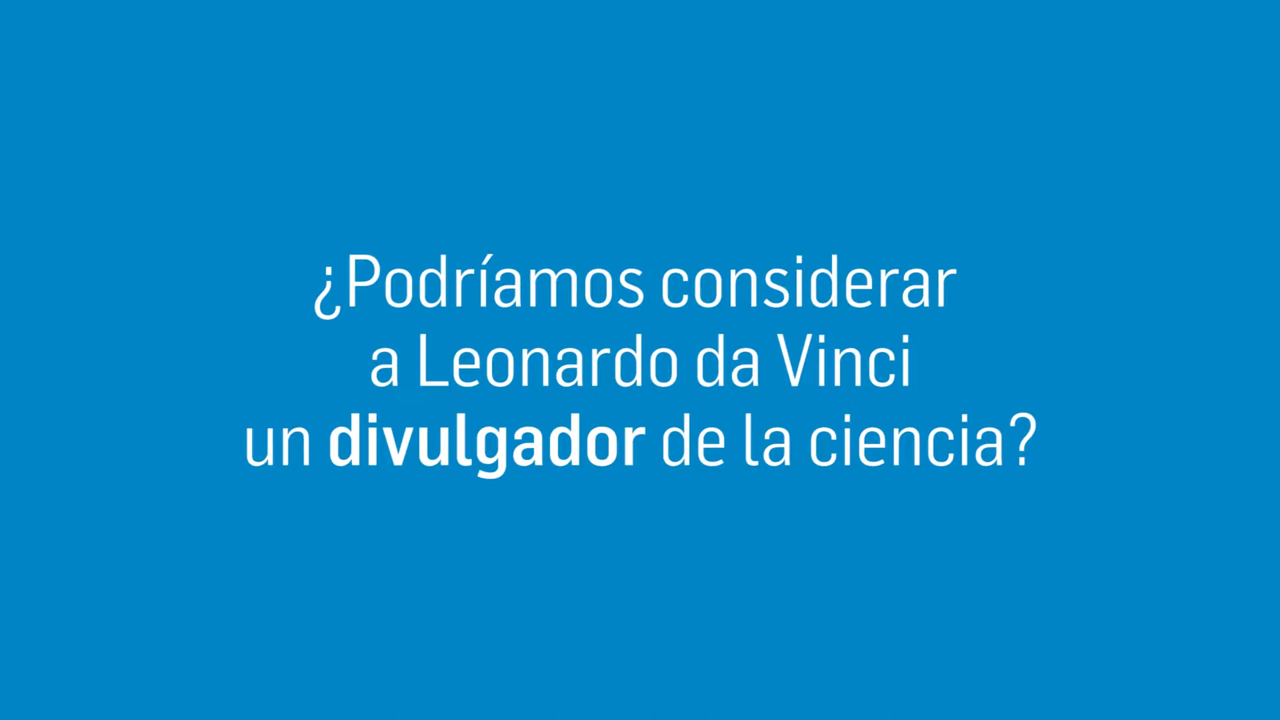 ¿Podríamos considerar
a Leonardo da Vinci
un divulgador de la ciencia?